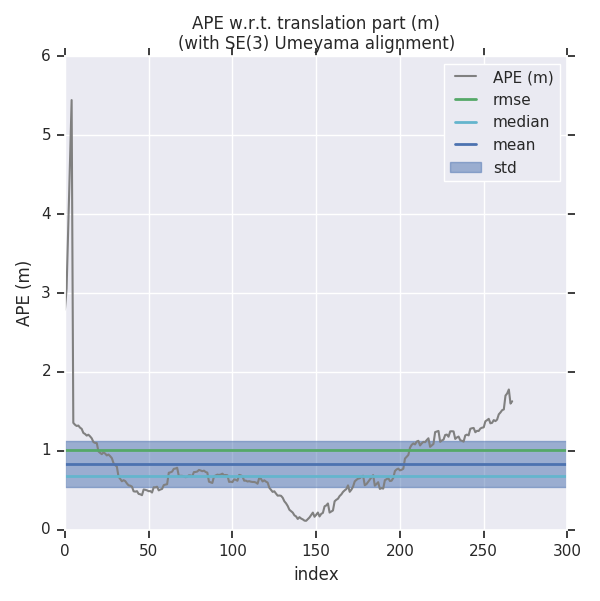 APE w.r.t. translation part (m)
(with SE(3) Umeyama alignment)
6
5
4
3
2
1
0
APE (m)
APE (m)
rmse
median
mean
std
0 50 100 150 200 250 300
index